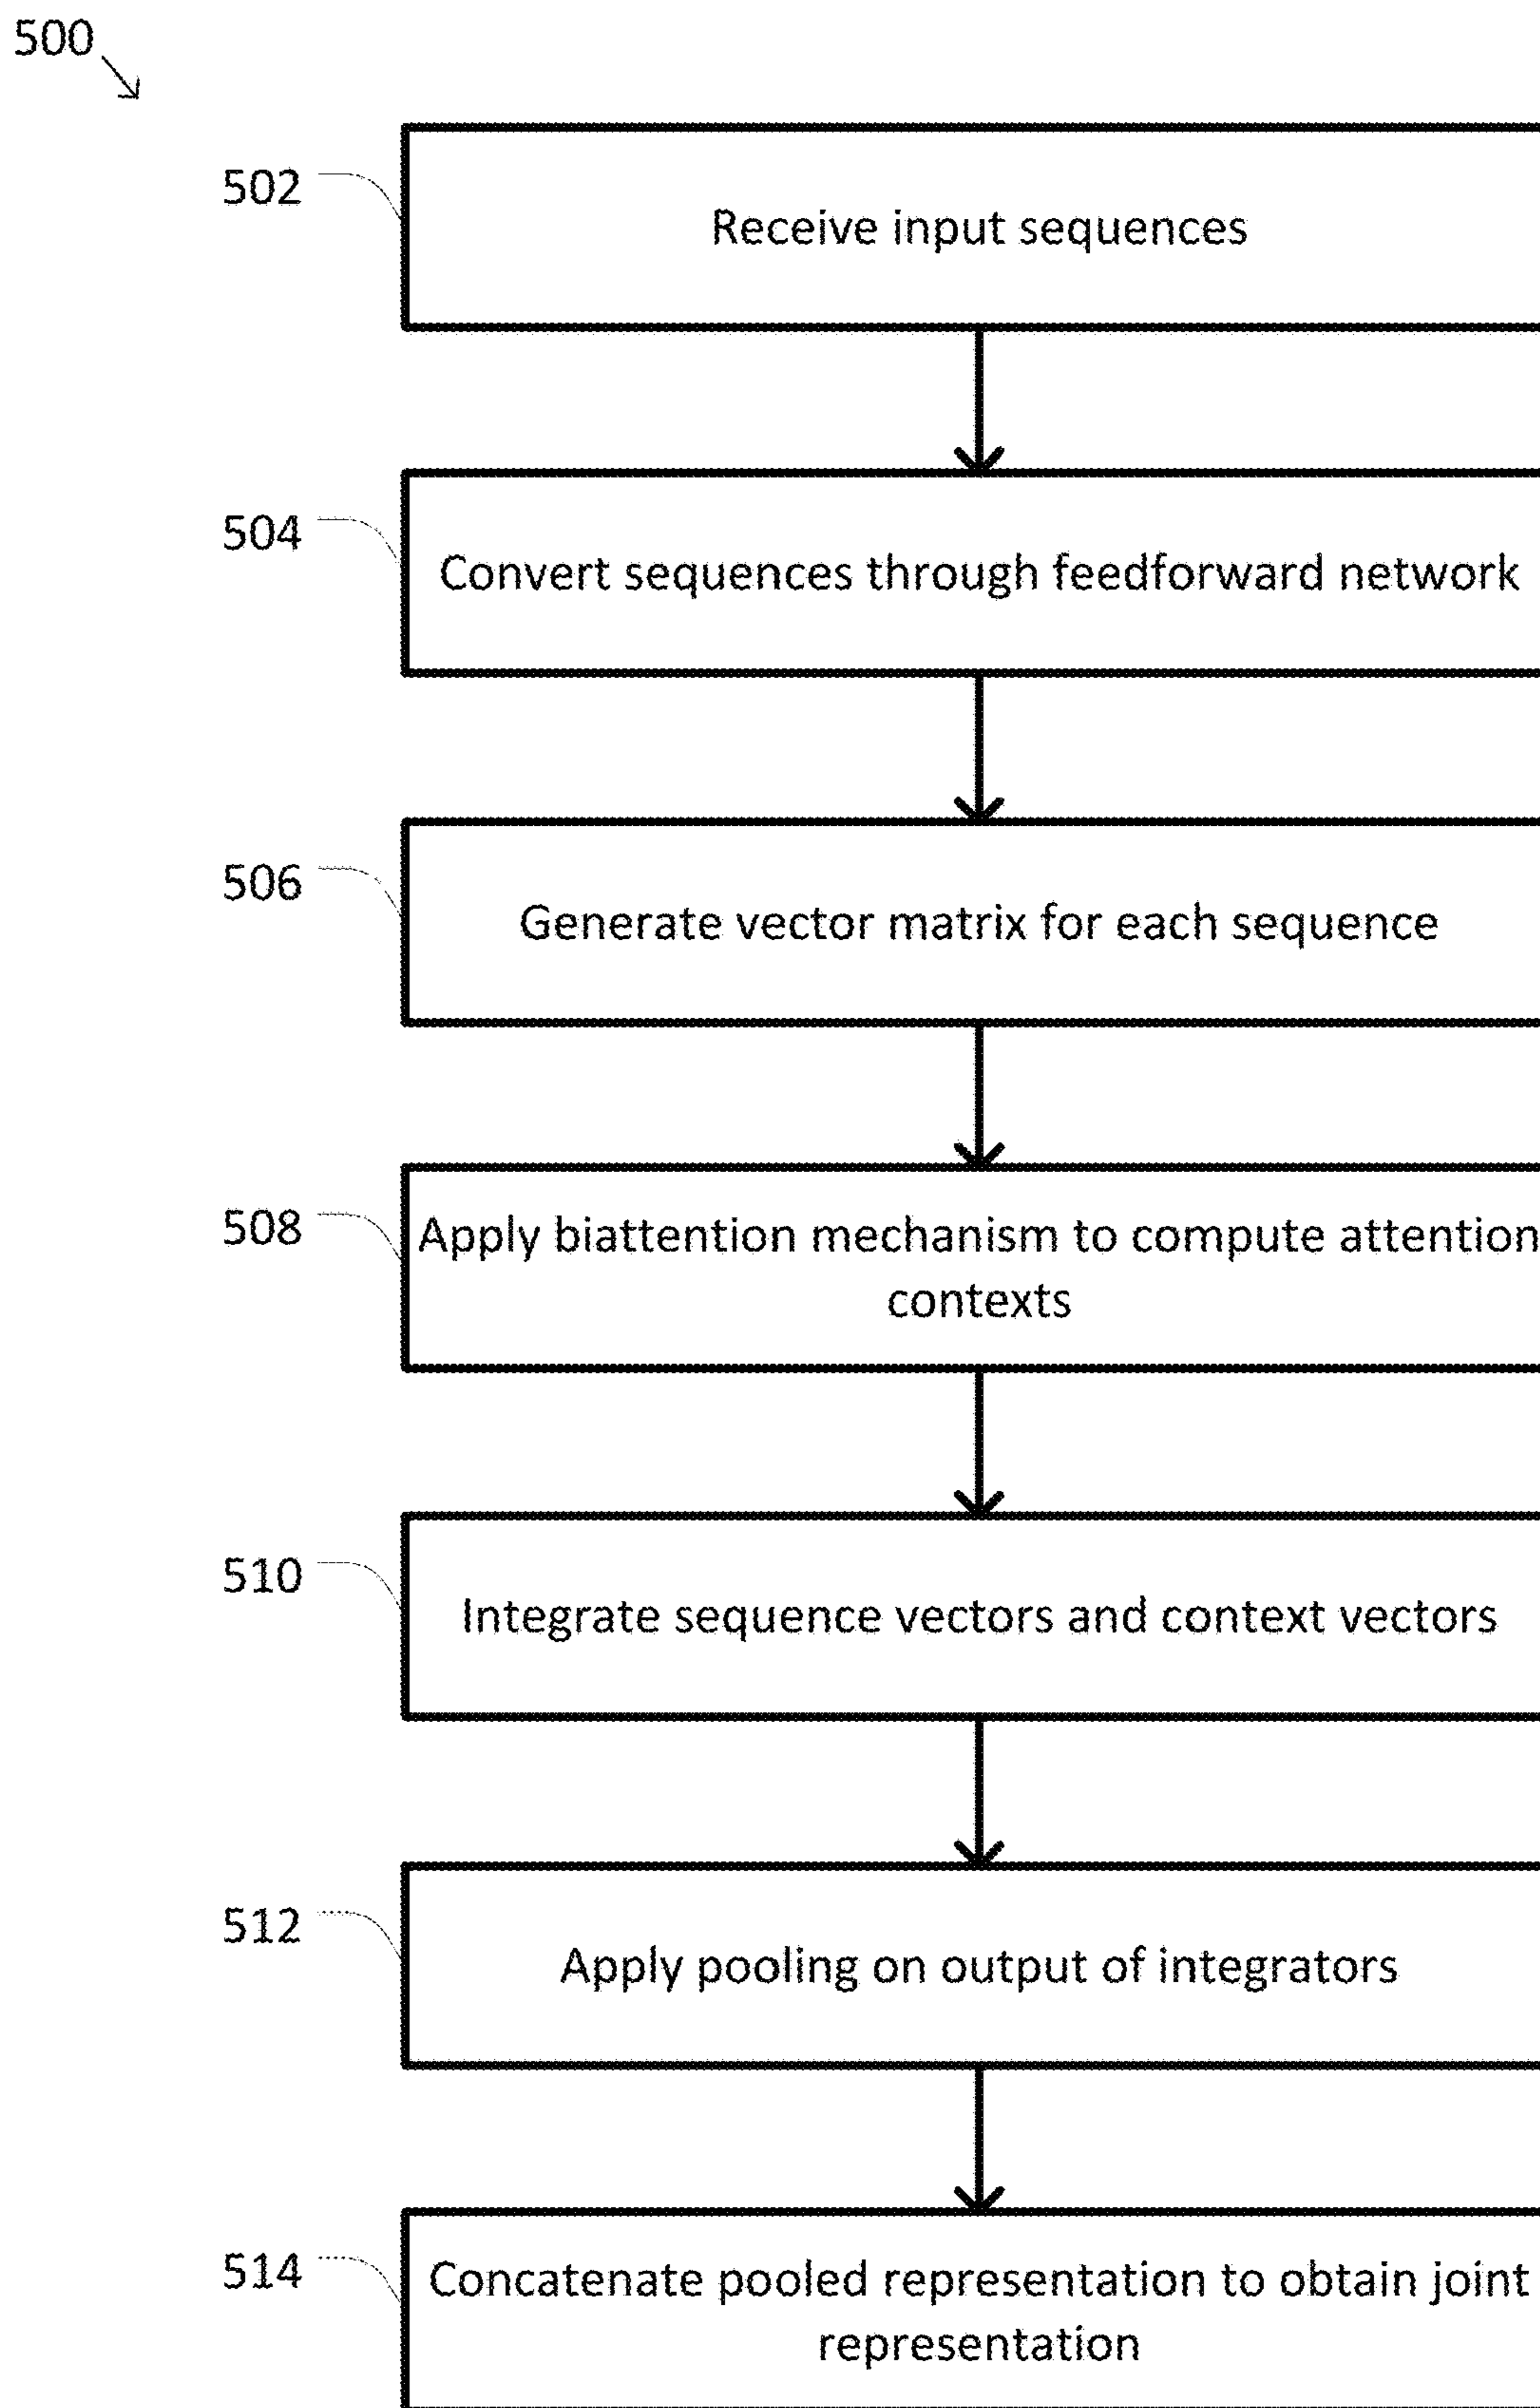 500
502
Receive input sequences
504
Convert sequences through feedforward network
506
Generate vector matrix for each sequence
508
Apply biattention mechanism to compute attention
contexts
510
Integrate sequence vectors and context vectors
512
Apply pooling on output of integrators
514
Concatenate pooled representation to obtain joint
representation